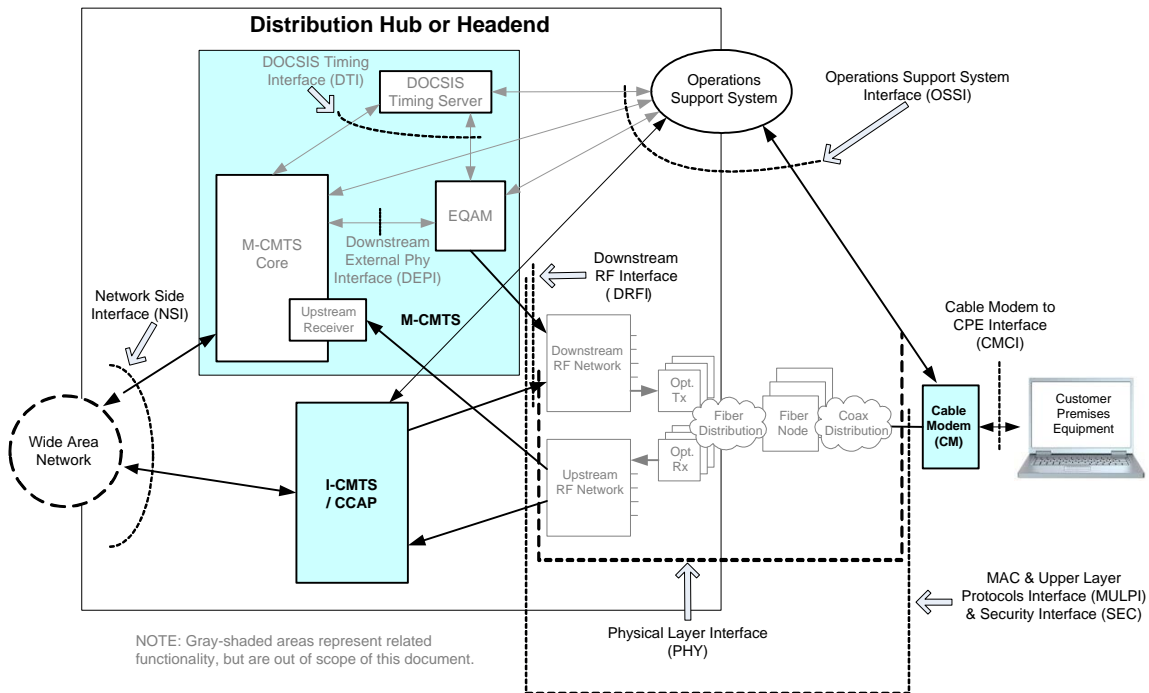 Distribution Hub or Headend
DOCSIS Timing
Interface (DTI)
DOCSIS
Timing Server
Operations
Support System
Operations Support System
Interface (OSSI)
M-CMTS
Core
EQAM
Downstream
External Phy
Interface (DEPI)
Upstream
Receiver
M-CMTS
Network Side
Interface (NSI)
Downstream
RF Interface
( DRFI)
Cable Modem to
CPE Interface
(CMCI)
Downstream
RF Network
Opt.
Tx
Fiber
Distribution
Fiber
Node
Coax
Distribution
Cable
Modem
(CM)
Customer
Premises
Equipment
Wide Area
Network
I-CMTS
/ CCAP
Upstream
RF Network
Opt.
Rx
MAC & Upper Layer
Protocols Interface (MULPI)
& Security Interface (SEC)
Physical Layer Interface
(PHY)
NOTE: Gray-shaded areas represent related
functionality, but are out of scope of this document.